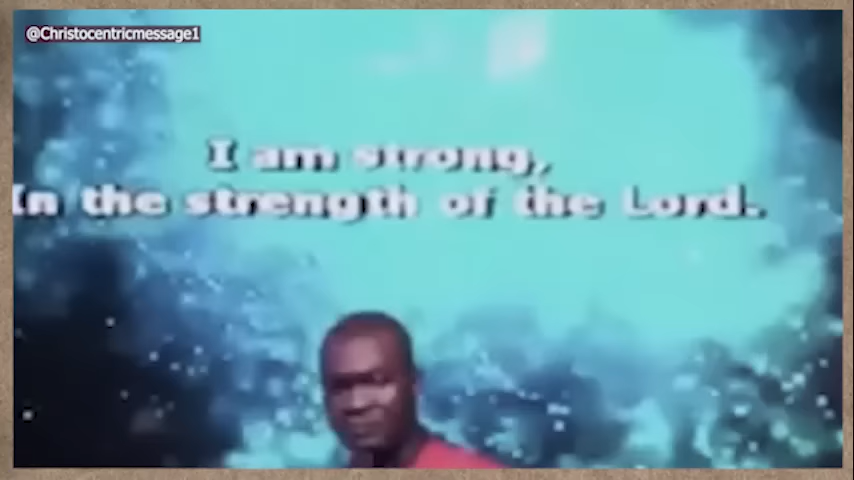 @Christocentricmessage1
I am strong,
In the strength of the Lord.